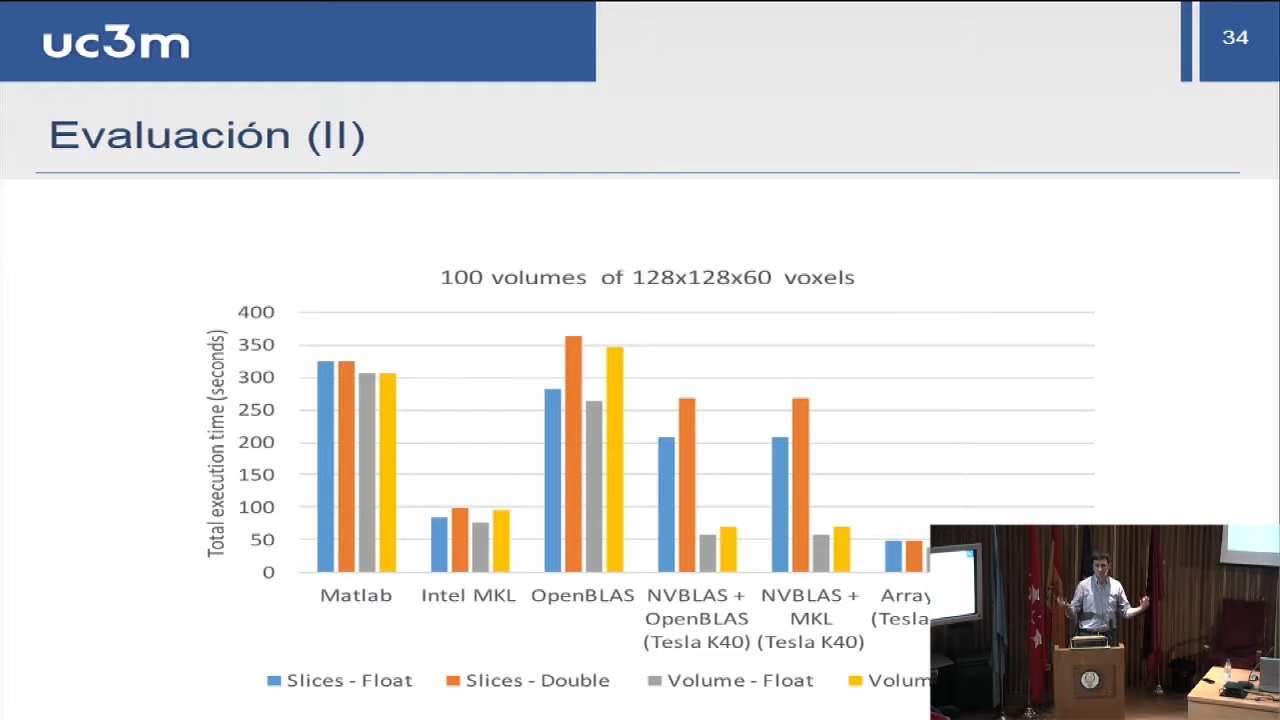 uc3m
34
Evaluación (II)
100 volumes of 128x128x60 voxels
Total execution time (seconds)
400
350
300
250
200
150
100
50
0
Matlab
Intel MKL
OpenBLAS
NVBLAS +
OpenBLAS
(Tesla K40)
NVBLAS +
MKL
(Tesla K40)
Array
(Tesla
Slices - Float
Slices - Double
Volume - Float
Volum